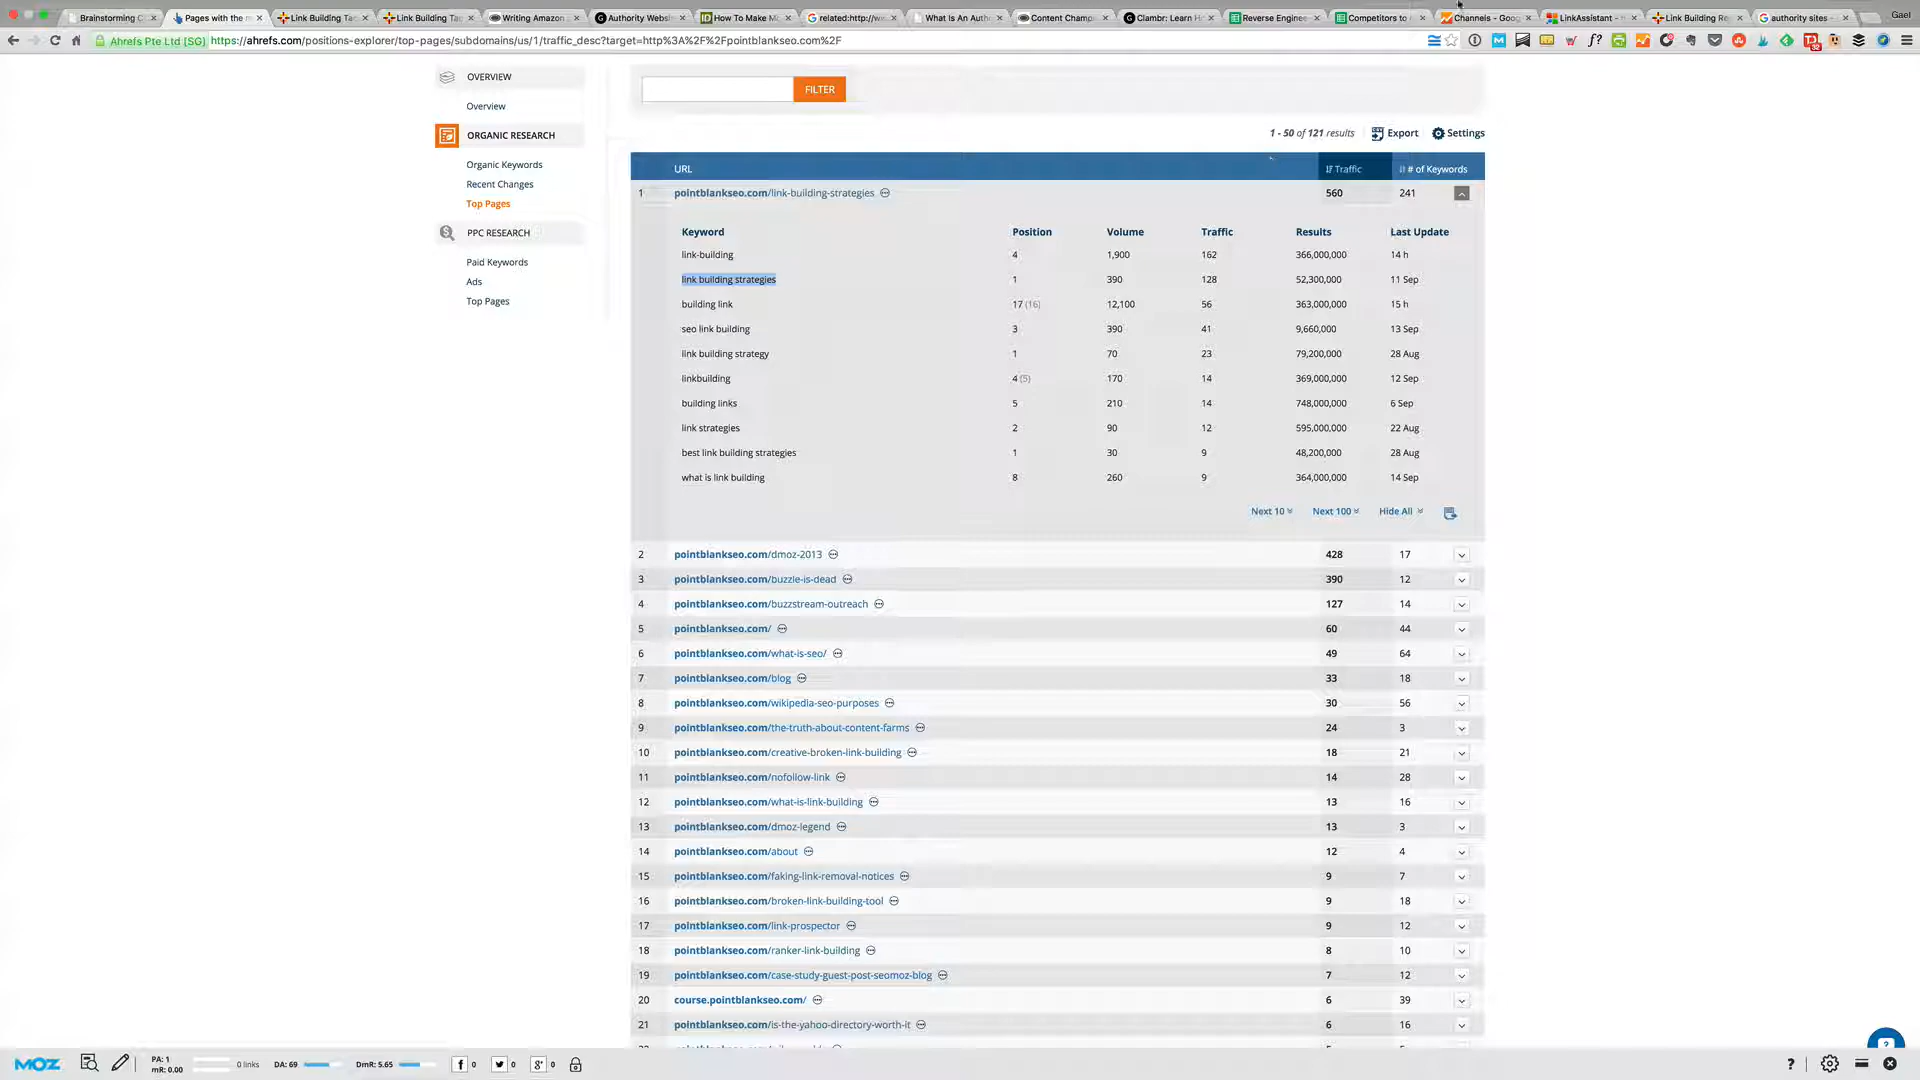 Brainstorming C
Pages with the m
Link Building Ta
Link Building Ta
Writing Amazon
Authority Websi
How To Make M
related:http://w
What Is An Auth
Content Champ
Clambr: Learn H
Reverse Engine
Competitors to
Channels - Goog
LinkAssistant - h
Link Building Re
authority sites -
Gael
Ahrefs Pte Ltd [SG]
https://ahrefs.com/positions-explorer/top-pages/subdomains/us/1/traffic_desc?target=http%3A%2F%2Fpointblankseo.com%2F
OVERVIEW
Overview
ORGANIC RESEARCH
Organic Keywords
Recent Changes
Top Pages
PPC RESEARCH
Paid Keywords
Ads
Top Pages
FILTER
1 - 50 of 121 results Export Settings
URL Traffic # of Keywords
1 pointblankseo.com/link-building-strategies 560 241
Keyword Position Volume Traffic Results Last Update
link-building 4 1,900 162 366,000,000 14 h
link building strategies 1 390 128 52,300,000 11 Sep
building link 17 (16) 12,100 56 363,000,000 15 h
seo link building 3 390 41 9,660,000 13 Sep
link building strategy 1 70 23 79,200,000 28 Aug
linkbuilding 4 (5) 170 14 369,000,000 12 Sep
building links 5 210 14 748,000,000 6 Sep
link strategies 2 90 12 595,000,000 22 Aug
best link building strategies 1 30 9 48,200,000 28 Aug
what is link building 8 260 9 364,000,000 14 Sep
Next 10 Next 100 Hide All
2 pointblankseo.com/dmoz-2013 428 17
3 pointblankseo.com/buzzle-is-dead 390 12
4 pointblankseo.com/buzzstream-outreach 127 14
5 pointblankseo.com/ 60 44
6 pointblankseo.com/what-is-seo/ 49 64
7 pointblankseo.com/blog 33 18
8 pointblankseo.com/wikipedia-seo-purposes 30 56
9 pointblankseo.com/the-truth-about-content-farms 24 3
10 pointblankseo.com/creative-broken-link-building 18 21
11 pointblankseo.com/nofollow-link 14 28
12 pointblankseo.com/what-is-link-building 13 16
13 pointblankseo.com/dmoz-legend 13 3
14 pointblankseo.com/about 12 4
15 pointblankseo.com/faking-link-removal-notices 9 7
16 pointblankseo.com/broken-link-building-tool 9 18
17 pointblankseo.com/link-prospector 9 12
18 pointblankseo.com/ranker-link-building 8 10
19 pointblankseo.com/case-study-guest-post-seomoz-blog 7 12
20 course.pointblankseo.com/ 6 39
21 pointblankseo.com/is-the-yahoo-directory-worth-it 6 16
MOZ
PA: 1
mR: 0.00
0 links
DA: 69
DmR: 5.65
0
0
0